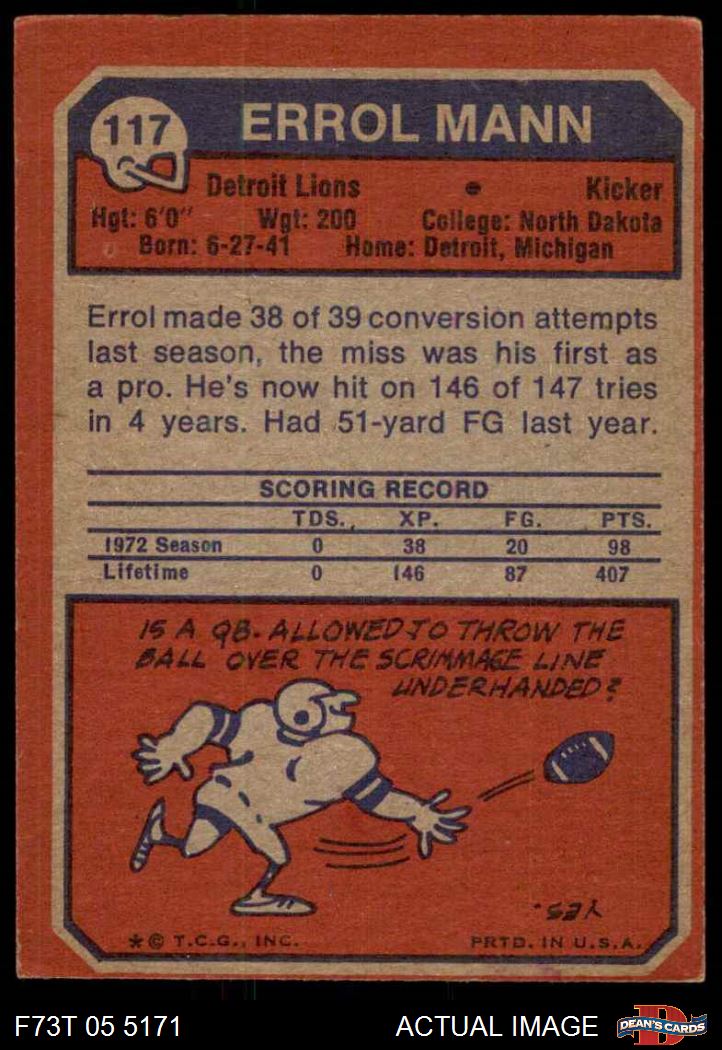 117
ERROL MANN
Detroit Lions • Kicker
Hgt: 6'0" Wgt: 200 College: North Dakota
Born: 6-27-41 Home: Detroit, Michigan
Errol made 38 of 39 conversion attempts
last season, the miss was his first as
a pro. He's now hit on 146 of 147 tries
in 4 years. Had 51-yard FG last year.
SCORING RECORD
TDS. XP. FG. PTS.
1972 Season 0 38 20 98
Lifetime 0 146 87 407
IS A QB. ALLOWED TO THROW THE
BALL OVER THE SCRIMMAGE LINE
UNDERHANDED?
YES.
* © T.C.G., INC. PRTD. IN U.S.A.
F73T 05 5171 ACTUAL IMAGE D DEAN'S CARDS